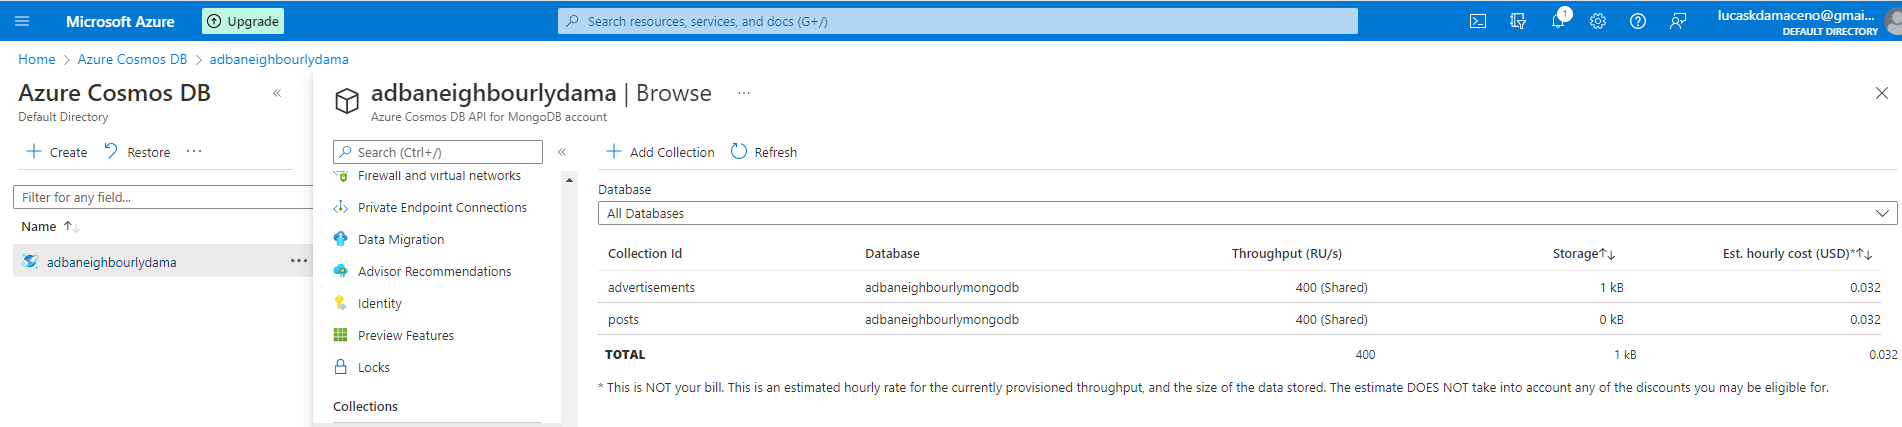 Microsoft Azure
Upgrade
Search resources, services, and docs (G+/)
1
lucaskdamaceno@gmai...
DEFAULT DIRECTORY
Home > Azure Cosmos DB > adbaneighbourlydama
Azure Cosmos DB
Default Directory
Create Restore ...
Filter for any field...
Name
adbaneighbourlydama ...
adbaneighbourlydama | Browse ...
Azure Cosmos DB API for MongoDB account
Search (Ctrl+/)
Firewall and virtual networks
Private Endpoint Connections
Data Migration
Advisor Recommendations
Identity
Preview Features
Locks
Collections
Add Collection Refresh
Database
All Databases
Collection Id Database Throughput (RU/s) Storage Est. hourly cost (USD)*
advertisements adbaneighbourlymongodb 400 (Shared) 1 kB 0.032
posts adbaneighbourlymongodb 400 (Shared) 0 kB 0.032
TOTAL 400 1 kB 0.032
* This is NOT your bill. This is an estimated hourly rate for the currently provisioned throughput, and the size of the data stored. The estimate DOES NOT take into account any of the discounts you may be eligible for.